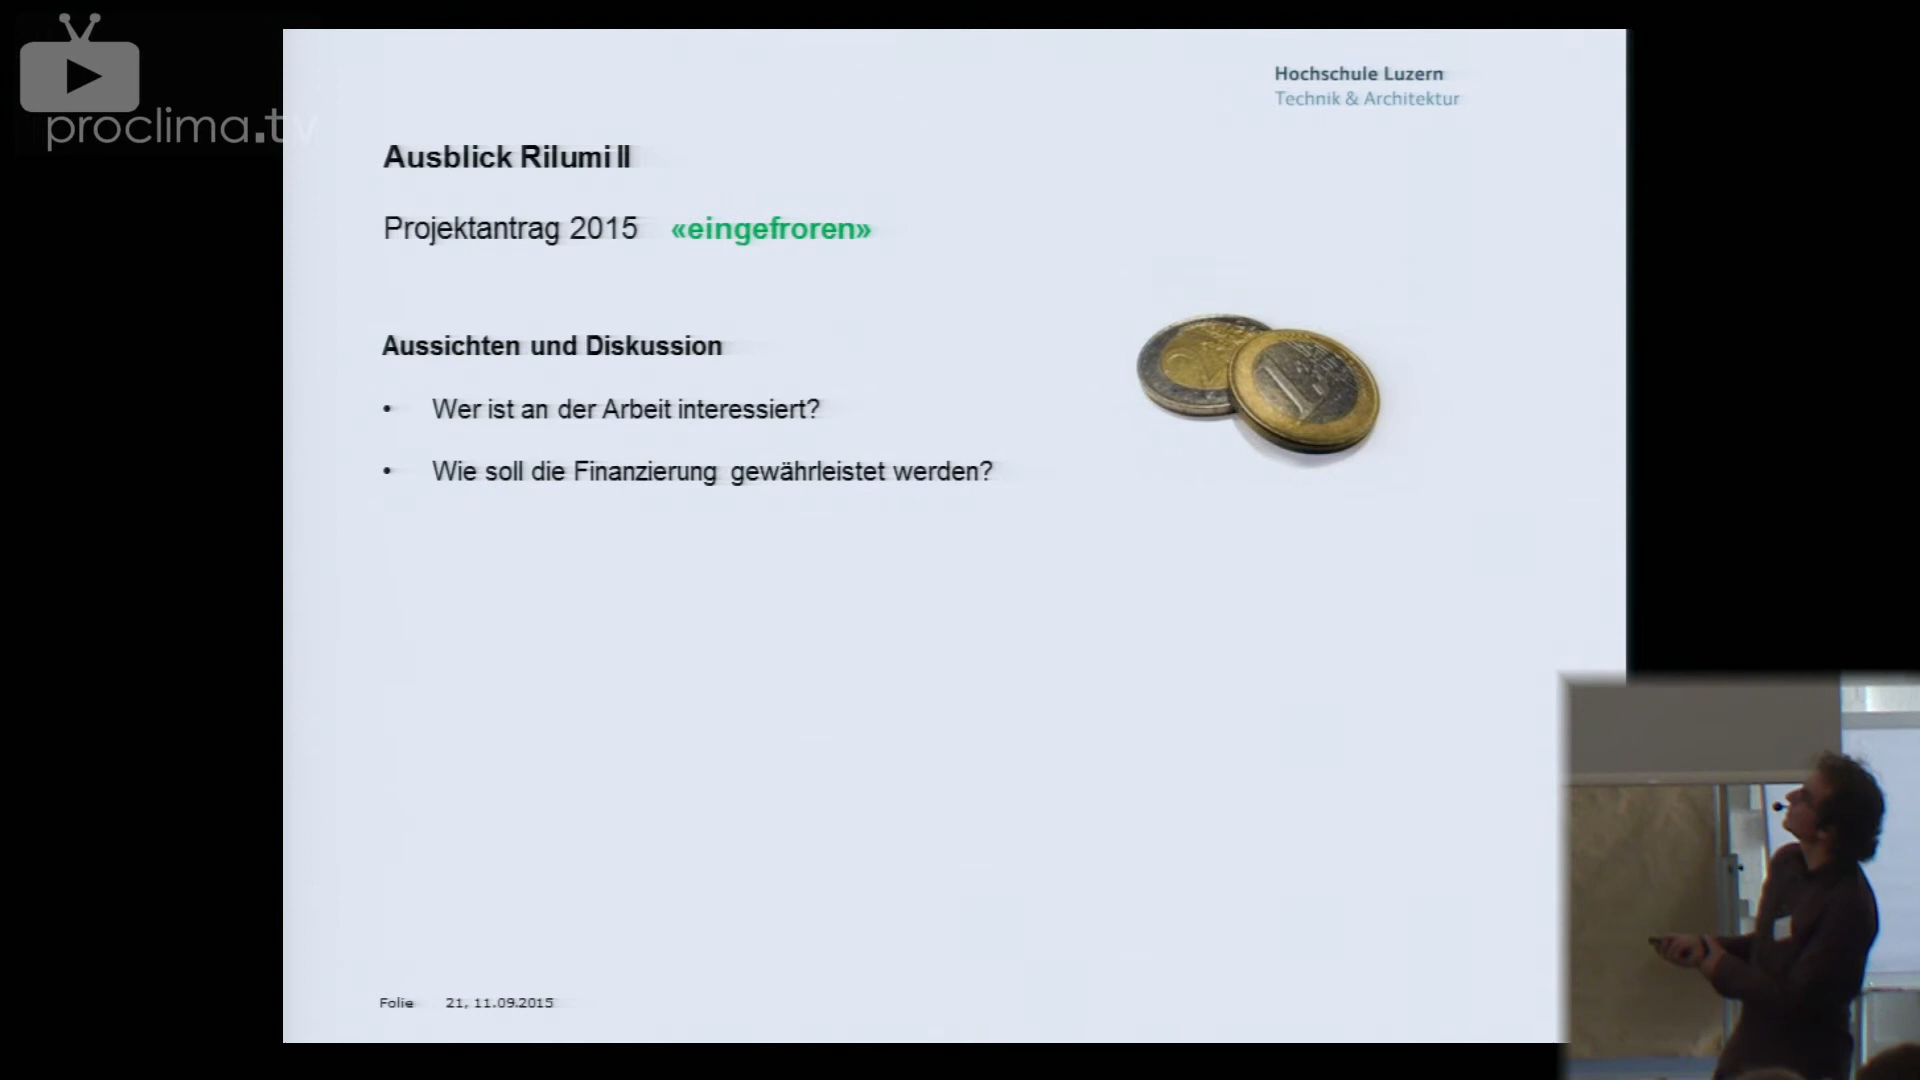 proclima.tv
Hochschule Luzern
Technik & Architektur
Ausblick Rilumi II
Projektantrag 2015 «eingefroren»
Aussichten und Diskussion
• Wer ist an der Arbeit interessiert?
• Wie soll die Finanzierung gewährleistet werden?
Folie 21, 11.09.2015